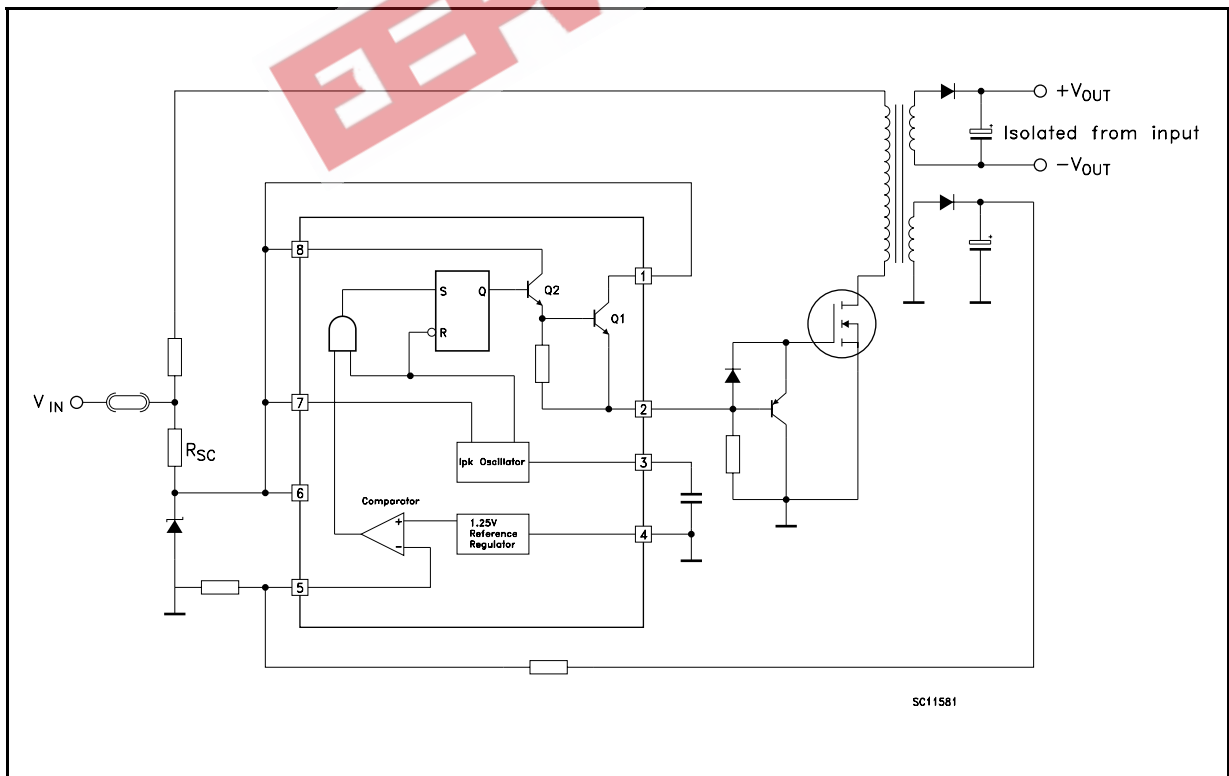 +VOUT
Isolated from input
-VOUT
8
1
S Q
Q2
Q1
R
VIN
7
2
RSC
Ipk Oscillator
3
6
Comparator
+
1.25V
Reference
Regulator
4
-
5
SC11581